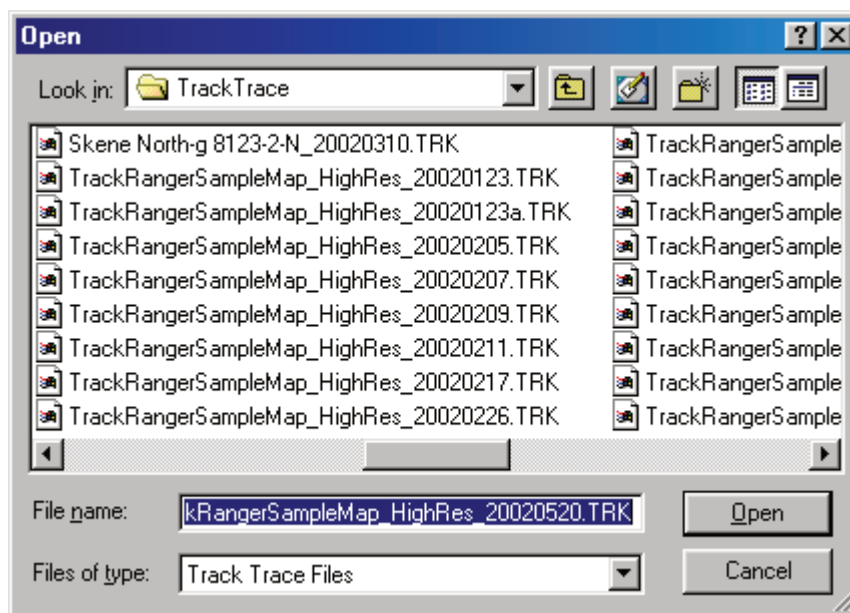 Open
Look in: TrackTrace
Skene North-g 8123-2-N_20020310.TRK
TrackRangerSampleMap_HighRes_20020123.TRK
TrackRangerSampleMap_HighRes_20020123a.TRK
TrackRangerSampleMap_HighRes_20020205.TRK
TrackRangerSampleMap_HighRes_20020207.TRK
TrackRangerSampleMap_HighRes_20020209.TRK
TrackRangerSampleMap_HighRes_20020211.TRK
TrackRangerSampleMap_HighRes_20020217.TRK
TrackRangerSampleMap_HighRes_20020226.TRK
TrackRangerSample
TrackRangerSample
TrackRangerSample
TrackRangerSample
TrackRangerSample
TrackRangerSample
TrackRangerSample
TrackRangerSample
TrackRangerSample
File name: kRangerSampleMap_HighRes_20020520.TRK Open
Files of type: Track Trace Files Cancel